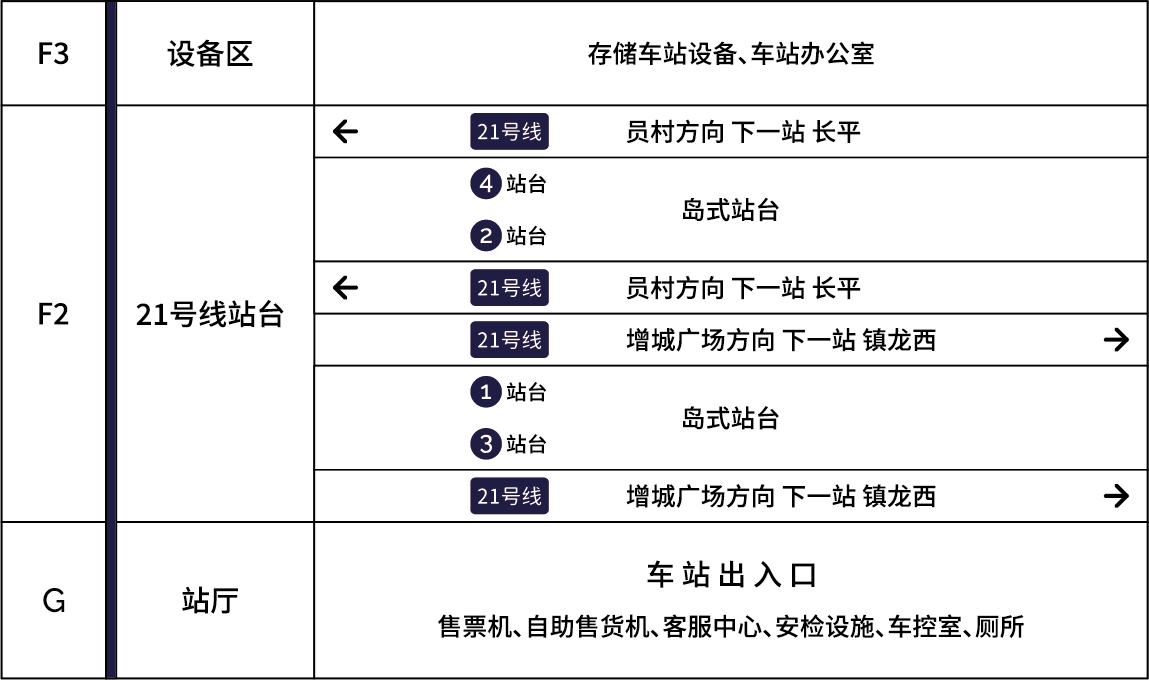 F3 设备区 存储车站设备、车站办公室
← 21号线 员村方向 下一站 长平
4 站台
岛式站台
2 站台
← 21号线 员村方向 下一站 长平
F2 21号线站台
21号线 增城广场方向 下一站 镇龙西 →
1 站台
岛式站台
3 站台
21号线 增城广场方向 下一站 镇龙西 →
G 站厅
车站出入口
售票机、自助售货机、客服中心、安检设施、车控室、厕所